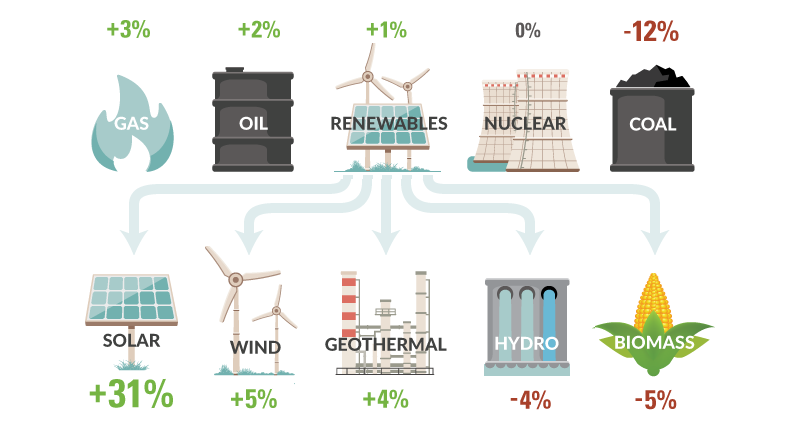 +3% +2% +1% 0% -12%
GAS OIL RENEWABLES NUCLEAR COAL
SOLAR WIND GEOTHERMAL HYDRO BIOMASS
+31% +5% +4% -4% -5%